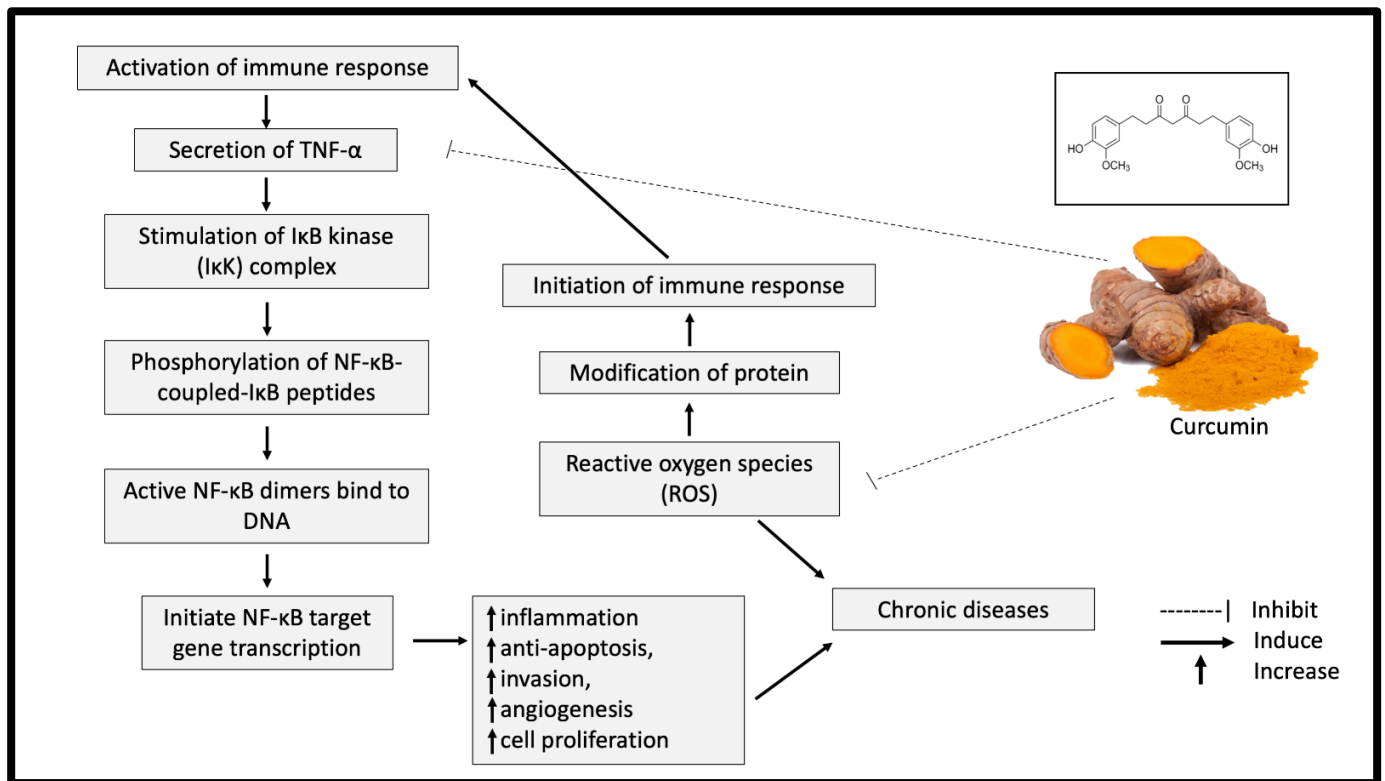 Activation of immune response
Secretion of TNF-α
Stimulation of IκB kinase
(IκK) complex
Phosphorylation of NF-κB-
coupled-IκB peptides
Active NF-κB dimers bind to
DNA
Initiate NF-κB target
gene transcription
inflammation
anti-apoptosis,
invasion,
angiogenesis
cell proliferation
Initiation of immune response
Modification of protein
Reactive oxygen species
(ROS)
Chronic diseases
O O
HO OH
OCH3 OCH3
Curcumin
Inhibit
Induce
Increase